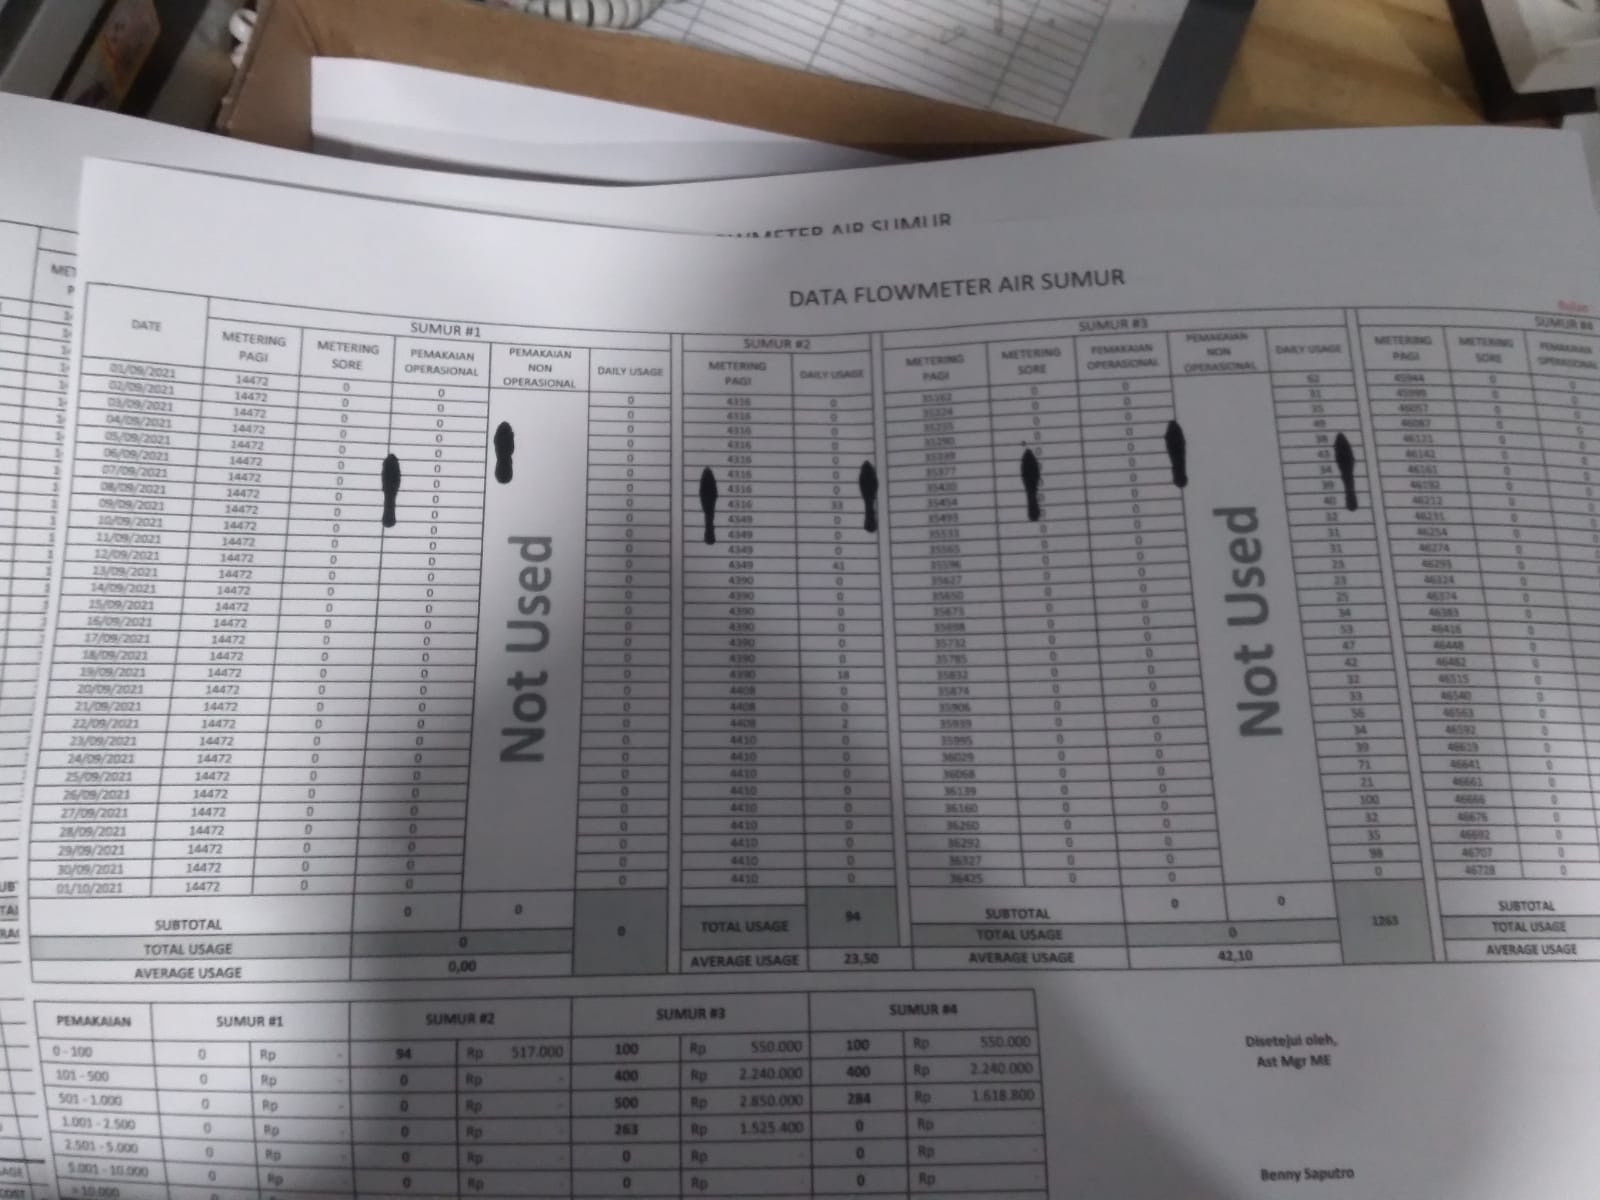 DATA FLOWMETER AIR SUMUR
DATE SUMUR #1 SUMUR #2 SUMUR #3 SUMUR #4
METERING PAGI METERING SORE PEMAKAIAN OPERASIONAL PEMAKAIAN NON OPERASIONAL DAILY USAGE METERING PAGI DAILY USAGE METERING PAGI METERING SORE PEMAKAIAN OPERASIONAL PEMAKAIAN NON OPERASIONAL DAILY USAGE METERING PAGI METERING SORE PEMAKAIAN OPERASIONAL
Not Used
Not Used
01/09/2021 14472 0 0 0 4316 0 35162 0 0 62 45944 0 0
02/09/2021 14472 0 0 0 4316 0 35224 0 0 31 0 0
03/09/2021 14472 0 0 0 4316 0 35255 0 0 35 46057 0 0
04/09/2021 14472 0 0 0 4316 0 35290 0 0 49 46087 0 0
05/09/2021 14472 0 0 0 4316 0 35339 0 0 38 46121 0 0
06/09/2021 14472 0 0 0 4316 0 35377 0 43 46142 0 0
07/09/2021 14472 0 0 0 4316 0 35420 0 34 46161 0 0
08/09/2021 14472 0 0 0 4316 33 35454 0 39 46192 0 0
09/09/2021 14472 0 0 0 4349 0 35493 0 0 40 46212 0 0
10/09/2021 14472 0 0 0 4349 0 35533 0 0 32 46231 0 0
11/09/2021 14472 0 0 0 4349 41 35565 0 0 31 46254 0 0
12/09/2021 14472 0 0 0 4390 0 35596 0 0 31 46274 0 0
13/09/2021 14472 0 0 0 4390 0 35627 0 0 23 46293 0 0
14/09/2021 14472 0 0 0 4390 0 35650 0 0 23 46324 0 0
15/09/2021 14472 0 0 0 4390 0 35673 0 0 25 46374 0 0
16/09/2021 14472 0 0 0 4390 0 35698 0 0 34 46383 0 0
17/09/2021 14472 0 0 0 4390 18 35732 0 0 53 46416 0 0
18/09/2021 14472 0 0 0 4408 0 35785 0 0 47 46448 0 0
19/09/2021 14472 0 0 0 4408 0 35832 0 0 42 46482 0 0
20/09/2021 14472 0 0 0 4408 2 35874 0 0 32 46515 0 0
21/09/2021 14472 0 0 0 4410 0 35906 0 0 33 46540 0 0
22/09/2021 14472 0 0 0 4410 0 35939 0 0 56 46563 0 0
23/09/2021 14472 0 0 0 4410 0 35995 0 0 34 46592 0 0
24/09/2021 14472 0 0 0 4410 0 36029 0 0 39 46619 0 0
25/09/2021 14472 0 0 0 4410 0 36068 0 0 71 46641 0 0
26/09/2021 14472 0 0 0 4410 0 36139 0 0 21 46661 0 0
27/09/2021 14472 0 0 0 4410 0 36160 0 0 100 46666 0 0
28/09/2021 14472 0 0 0 4410 0 36260 0 0 32 46676 0 0
29/09/2021 14472 0 0 0 4410 0 36292 0 0 35 46692 0 0
30/09/2021 14472 0 0 0 4410 0 36327 0 0 98 46707 0 0
01/10/2021 14472 0 0 0 4410 0 36425 0 0 0 46728 0 0
SUBTOTAL 0 0 0 TOTAL USAGE 94 SUBTOTAL 0 0 1263 SUBTOTAL
TOTAL USAGE 0 TOTAL USAGE 0 TOTAL USAGE
AVERAGE USAGE 0,00 AVERAGE USAGE 23,50 AVERAGE USAGE 42,10 AVERAGE USAGE
PEMAKAIAN SUMUR #1 SUMUR #2 SUMUR #3 SUMUR #4
0 - 100 0 Rp - 94 Rp 517.000 100 Rp 550.000 100 Rp 550.000
101 - 500 0 Rp - 0 Rp - 400 Rp 2.240.000 400 Rp 2.240.000
501 - 1.000 0 Rp - 0 Rp - 500 Rp 2.850.000 284 Rp 1.618.800
1.001 - 2.500 0 Rp - 0 Rp - 263 Rp 1.525.400 0 Rp -
2.501 - 5.000 0 Rp - 0 Rp - 0 Rp - 0 Rp -
5.001 - 10.000 0 Rp - 0 Rp - 0 Rp - 0 Rp -
> 10.000
Disetejui oleh,
Ast Mgr ME
Benny Saputro